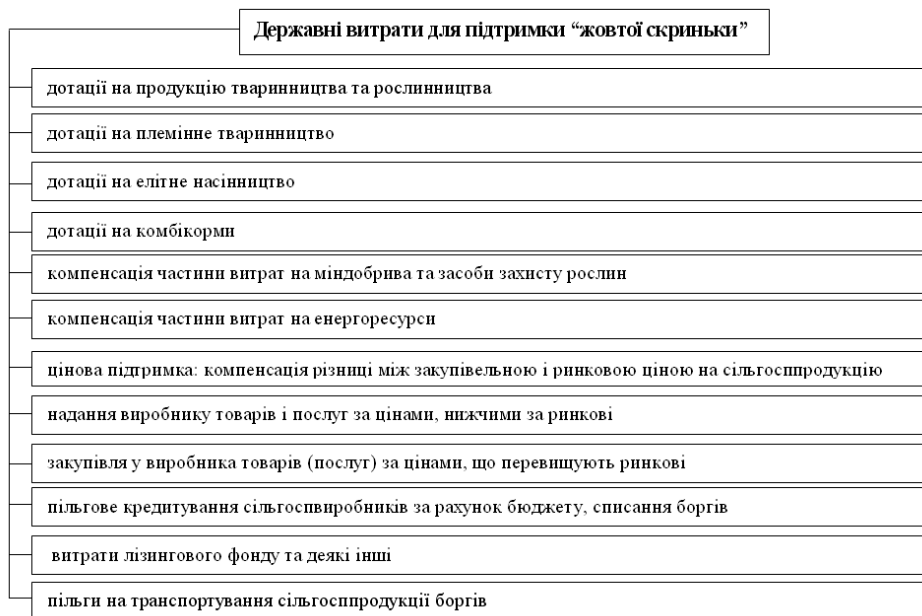 Державні витрати для підтримки “жовтої скриньки”
дотації на продукцію тваринництва та рослинництва
дотації на племінне тваринництво
дотації на елітне насінництво
дотації на комбікорми
компенсація частини витрат на міндобрива та засоби захисту рослин
компенсація частини витрат на енергоресурси
цінова підтримка: компенсація різниці між закупівельною і ринковою ціною на сільгосппродукцію
надання виробнику товарів і послуг за цінами, нижчими за ринкові
закупівля у виробника товарів (послуг) за цінами, що перевищують ринкові
пільгове кредитування сільгоспвиробників за рахунок бюджету, списання боргів
витрати лізингового фонду та деякі інші
пільги на транспортування сільгосппродукції боргів